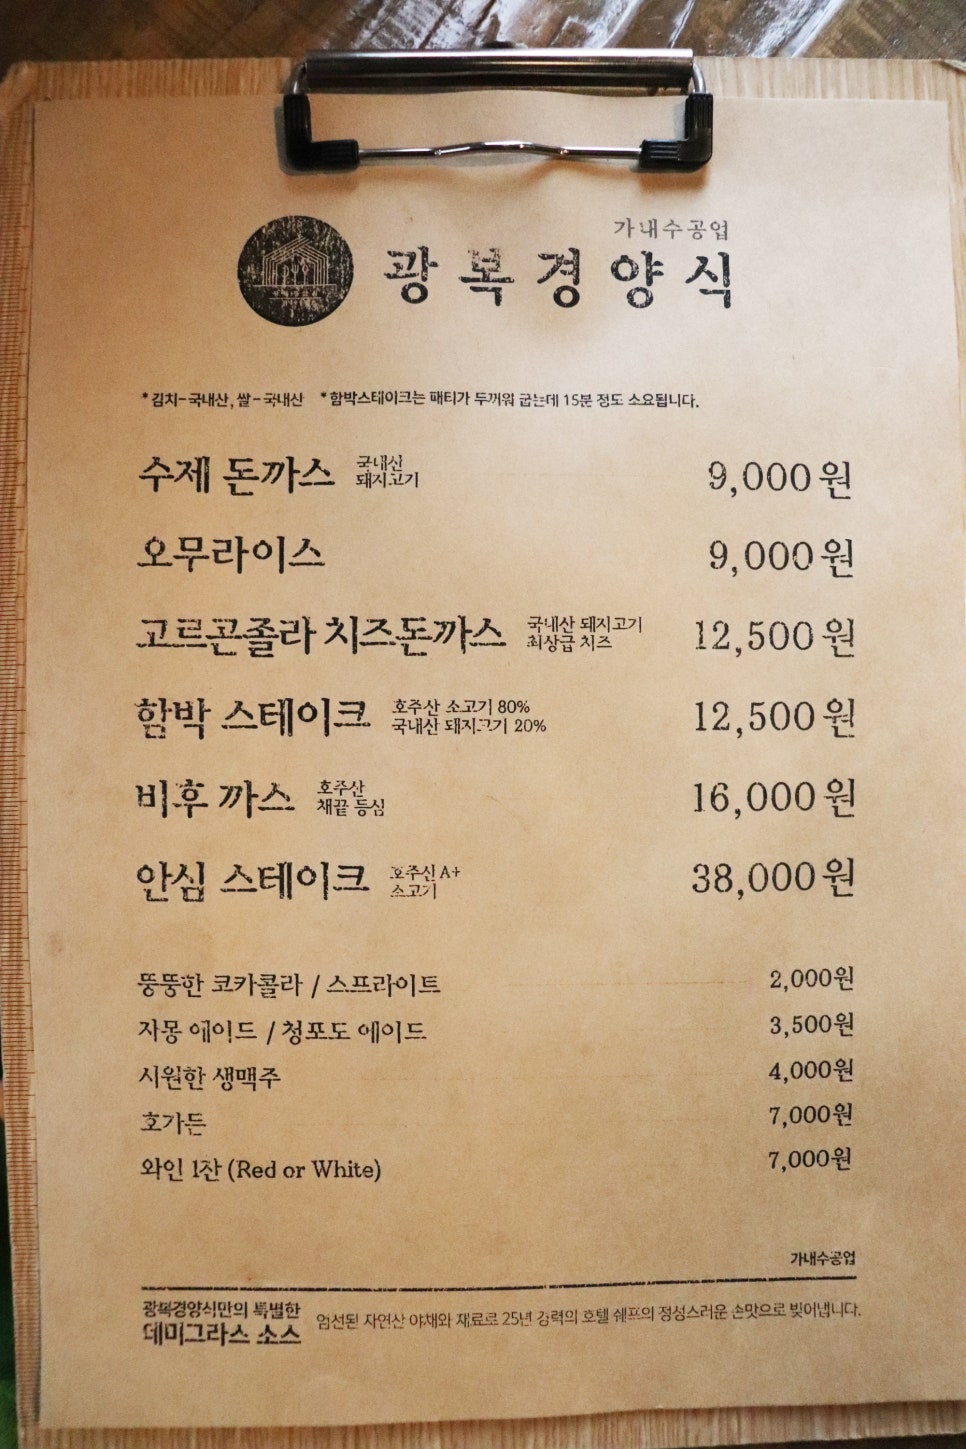 가내수공업
광복경양식
*김치-국내산, 쌀-국내산 *함박스테이크는 패티가 두꺼워 굽는데 15분 정도 소요됩니다.
수제 돈까스 국내산 돼지고기 9,000원
오무라이스 9,000원
고르곤졸라 치즈돈까스 국내산 돼지고기 최상급 치즈 12,500원
함박 스테이크 호주산 소고기 80% 국내산 돼지고기 20% 12,500원
비후 까스 호주산 채끝 등심 16,000원
안심 스테이크 호주산 A+ 소고기 38,000원
뚱뚱한 코카콜라 / 스프라이트 2,000원
자몽 에이드 / 청포도 에이드 3,500원
시원한 생맥주 4,000원
호가든 7,000원
와인 1잔 (Red or White) 7,000원
가내수공업
광복경양식만의 특별한
데미그라스 소스
엄선된 자연산 야채와 재료로 25년 경력의 호텔 쉐프의 정성스러운 손맛으로 빚어냅니다.